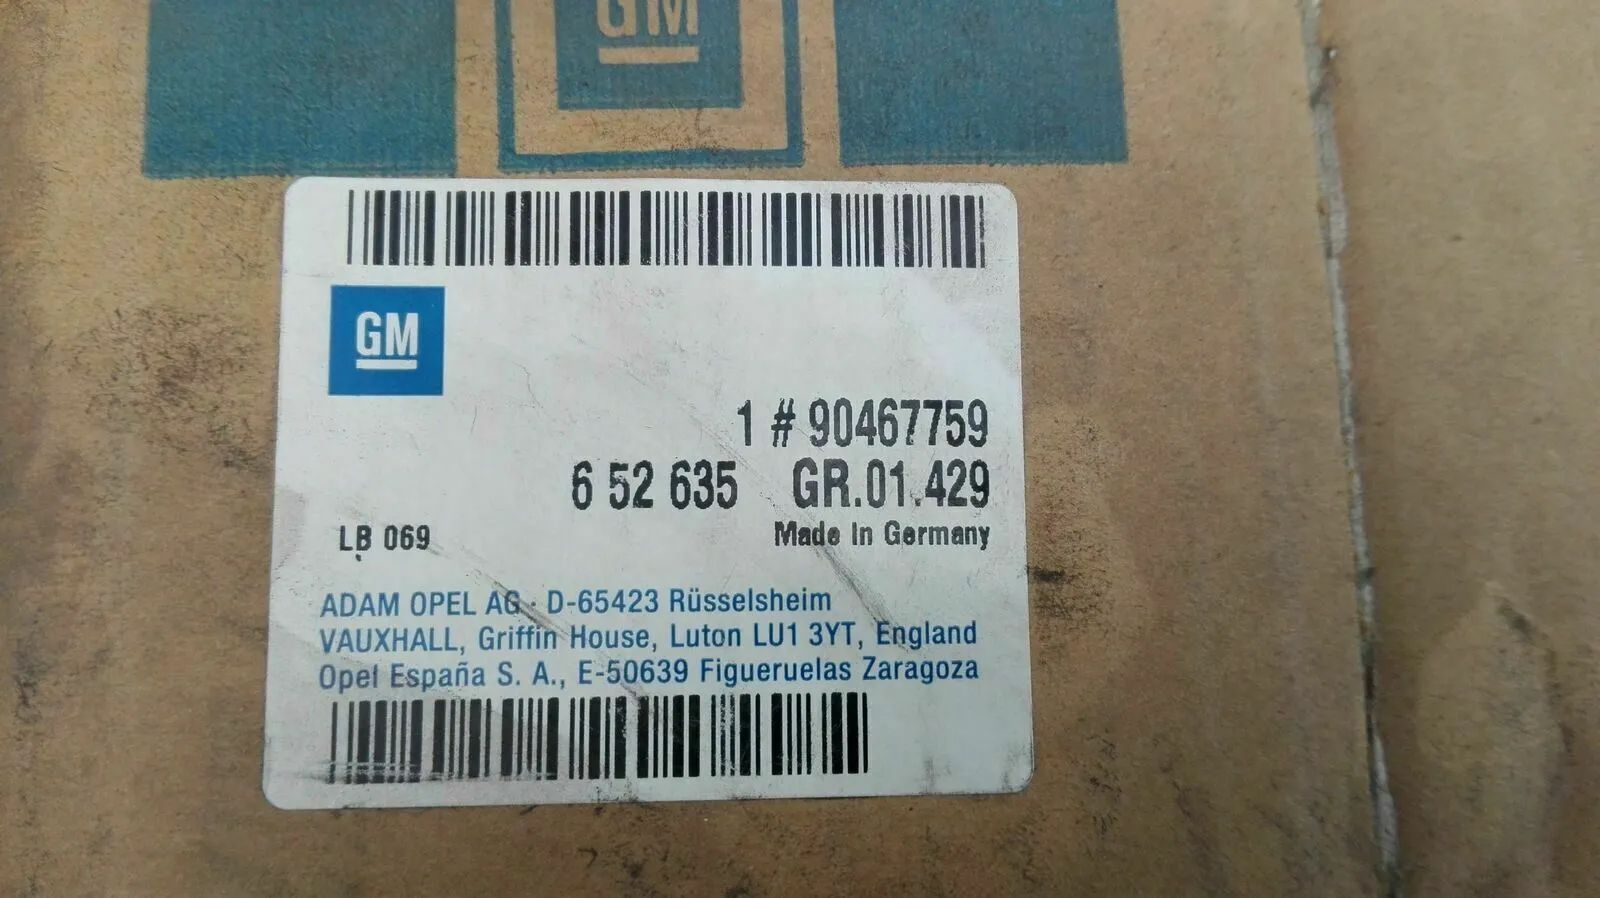 GM
GM
1 # 90467759
6 52 635 GR.01.429
LB 069 Made In Germany
ADAM OPEL AG · D-65423 Rüsselsheim
VAUXHALL, Griffin House, Luton LU1 3YT, England
Opel España S. A., E-50639 Figueruelas Zaragoza